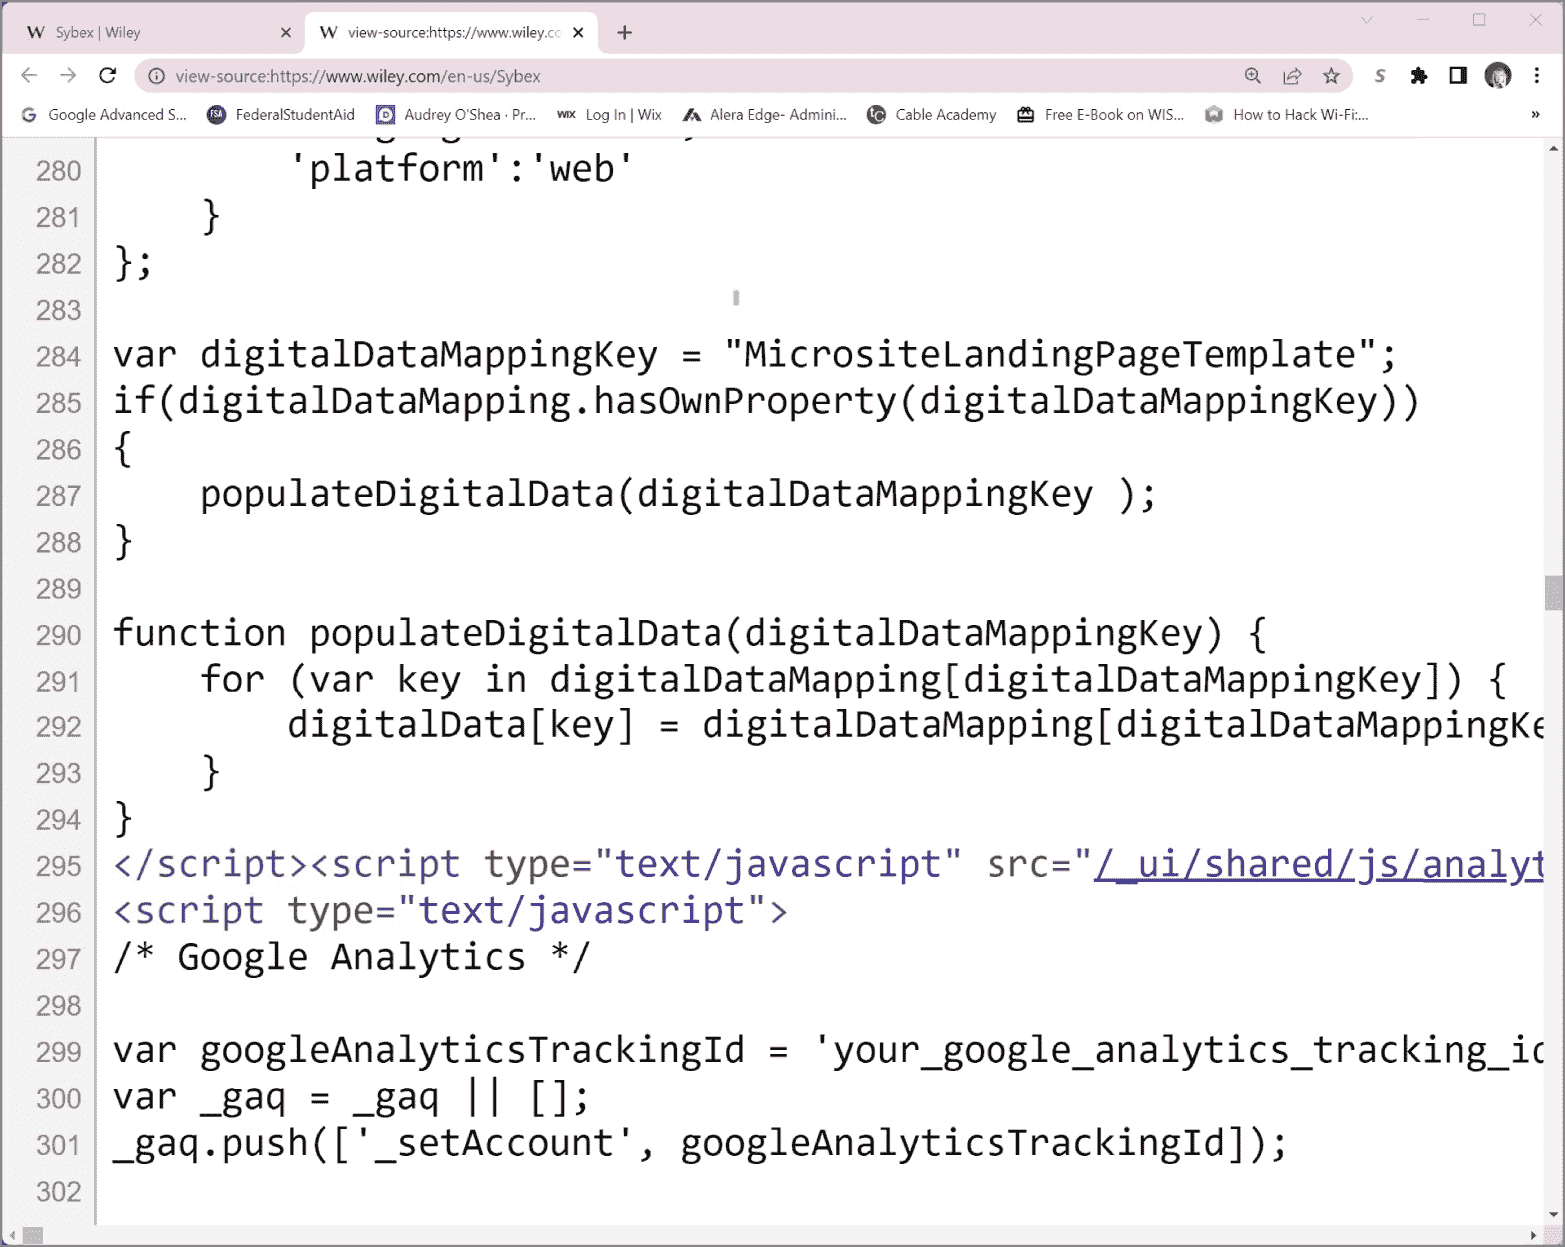 W Sybex | Wiley
W view-source:https://www.wiley.co
view-source:https://www.wiley.com/en-us/Sybex
S
G Google Advanced S...
FSA FederalStudentAid
D Audrey O'Shea · Pr...
WIX Log In | Wix
Alera Edge- Admini...
tc Cable Academy
Free E-Book on WIS...
How to Hack Wi-Fi:...
»
280 'platform':'web'
281 }
282 };
283
284 var digitalDataMappingKey = "MicrositeLandingPageTemplate";
285 if(digitalDataMapping.hasOwnProperty(digitalDataMappingKey))
286 {
287 populateDigitalData(digitalDataMappingKey );
288 }
289
290 function populateDigitalData(digitalDataMappingKey) {
291 for (var key in digitalDataMapping[digitalDataMappingKey]) {
292 digitalData[key] = digitalDataMapping[digitalDataMappingKe
293 }
294 }
295 </script><script type="text/javascript" src="/_ui/shared/js/analyt
296 <script type="text/javascript">
297 /* Google Analytics */
298
299 var googleAnalyticsTrackingId = 'your_google_analytics_tracking_id
300 var _gaq = _gaq || [];
301 _gaq.push(['_setAccount', googleAnalyticsTrackingId]);
302